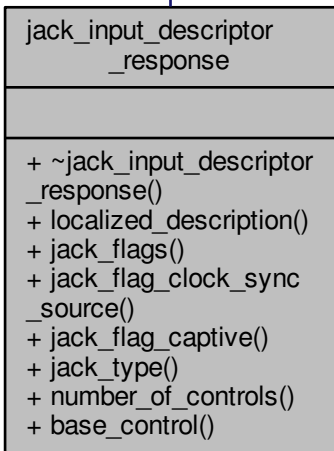 jack_input_descriptor
_response
+ ~jack_input_descriptor
_response()
+ localized_description()
+ jack_flags()
+ jack_flag_clock_sync
_source()
+ jack_flag_captive()
+ jack_type()
+ number_of_controls()
+ base_control()